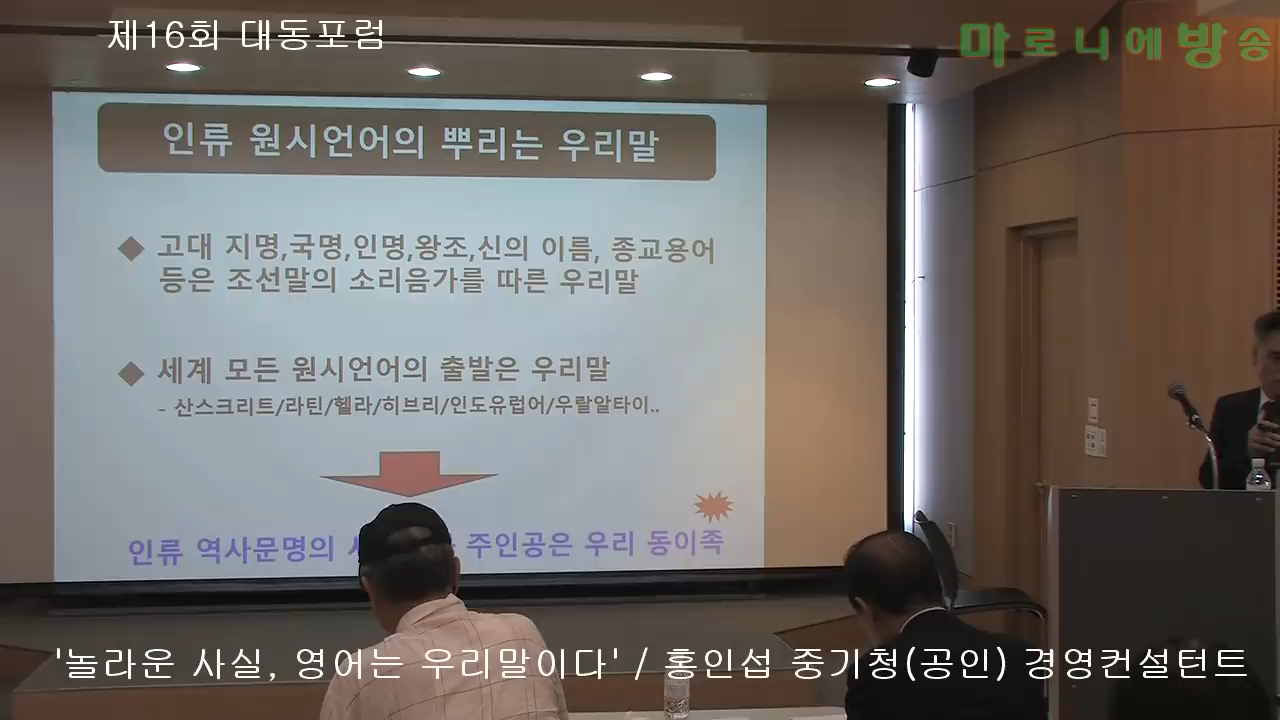 제16회 대동포럼
마로니에방송
인류 원시언어의 뿌리는 우리말
◆ 고대 지명,국명,인명,왕조,신의 이름, 종교용어
등은 조선말의 소리음가를 따른 우리말
◆ 세계 모든 원시언어의 출발은 우리말
- 산스크리트/라틴/헬라/히브리/인도유럽어/우랄알타이..
인류 역사문명의 주인공은 우리 동이족
'놀라운 사실, 영어는 우리말이다' / 홍인섭 중기청(공인) 경영컨설턴트